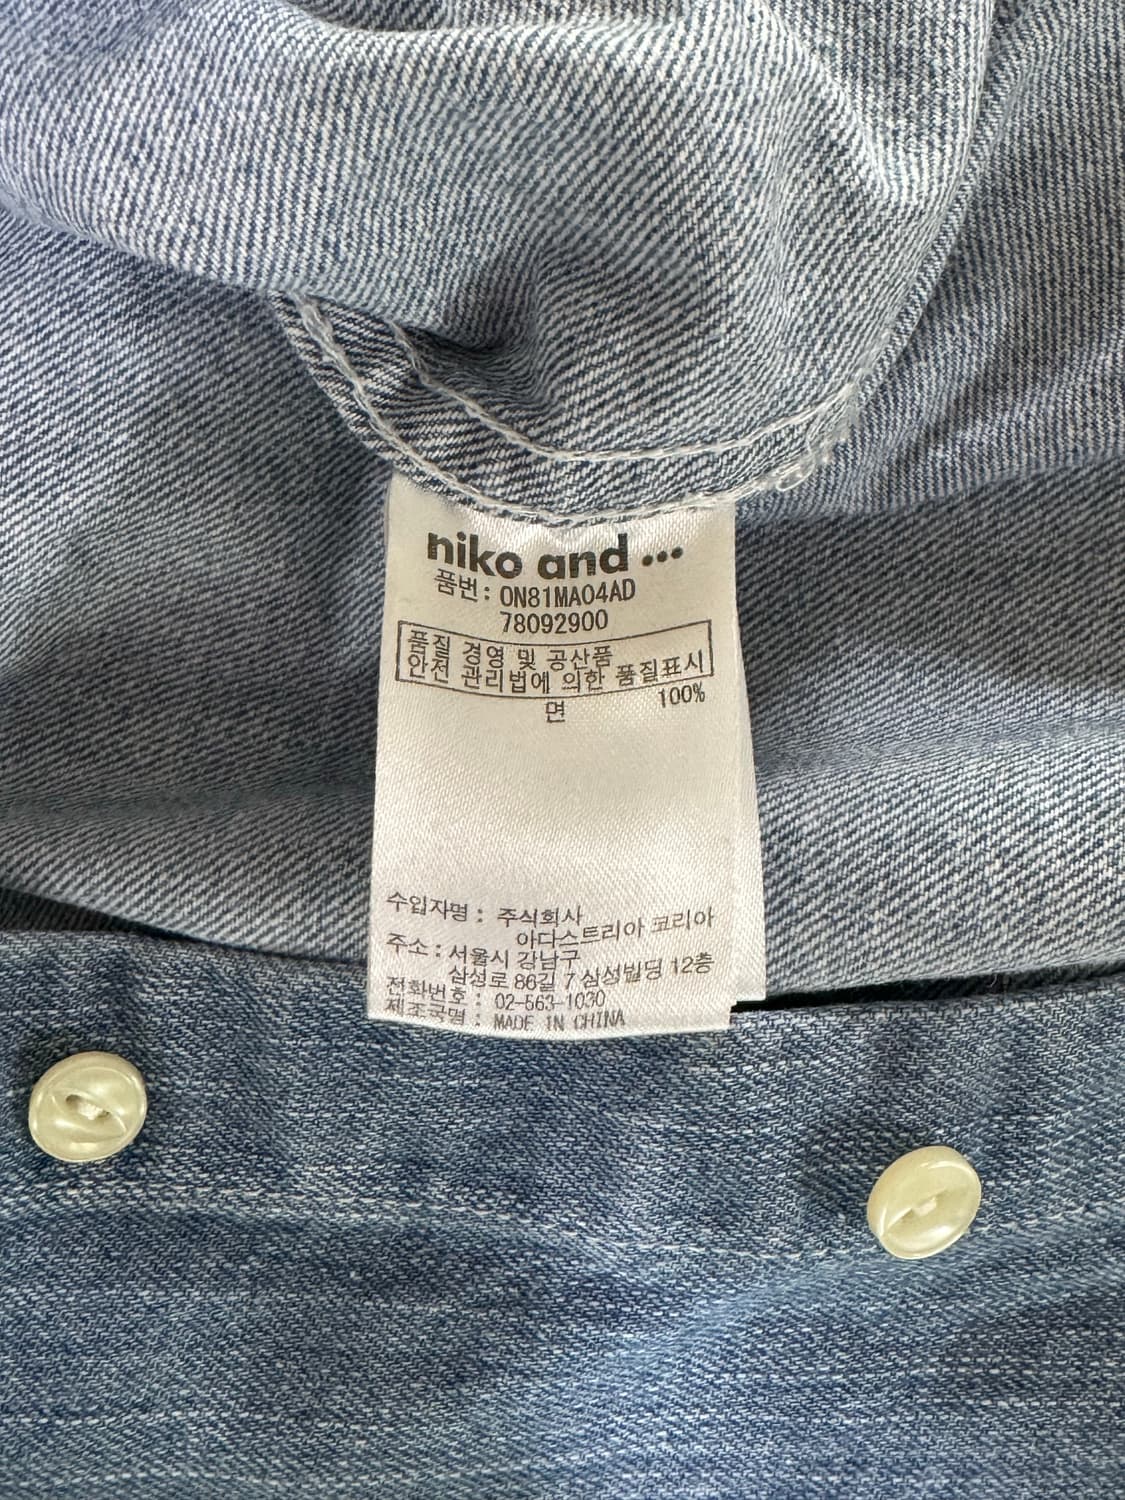 niko and ...
품번: ON81MA04AD
78092900
품질 경영 및 공산품
안전 관리법에 의한 품질표시
면 100%
수입자명 : 주식회사
아다스트리아 코리아
주소 : 서울시 강남구
삼성로 86길 7 삼성빌딩 12층
전화번호 : 02-563-1030
제조국명 : MADE IN CHINA